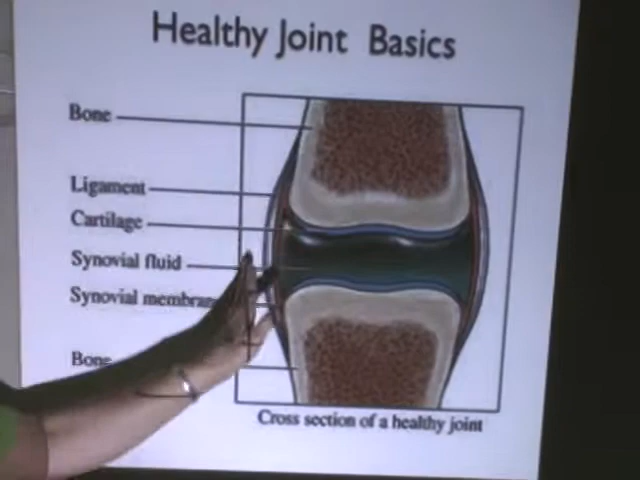 Healthy Joint Basics
Bone
Ligament
Cartilage
Synovial fluid
Synovial membran
Bone
Cross section of a healthy joint